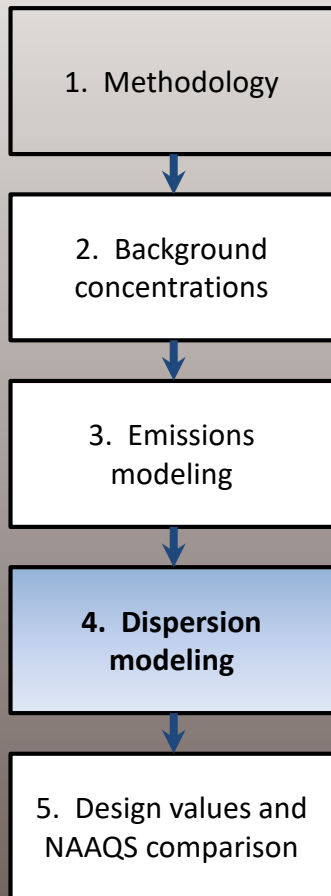 1. Methodology
2. Background
concentrations
3. Emissions
modeling
4. Dispersion
modeling
5. Design values and
NAAQS comparison